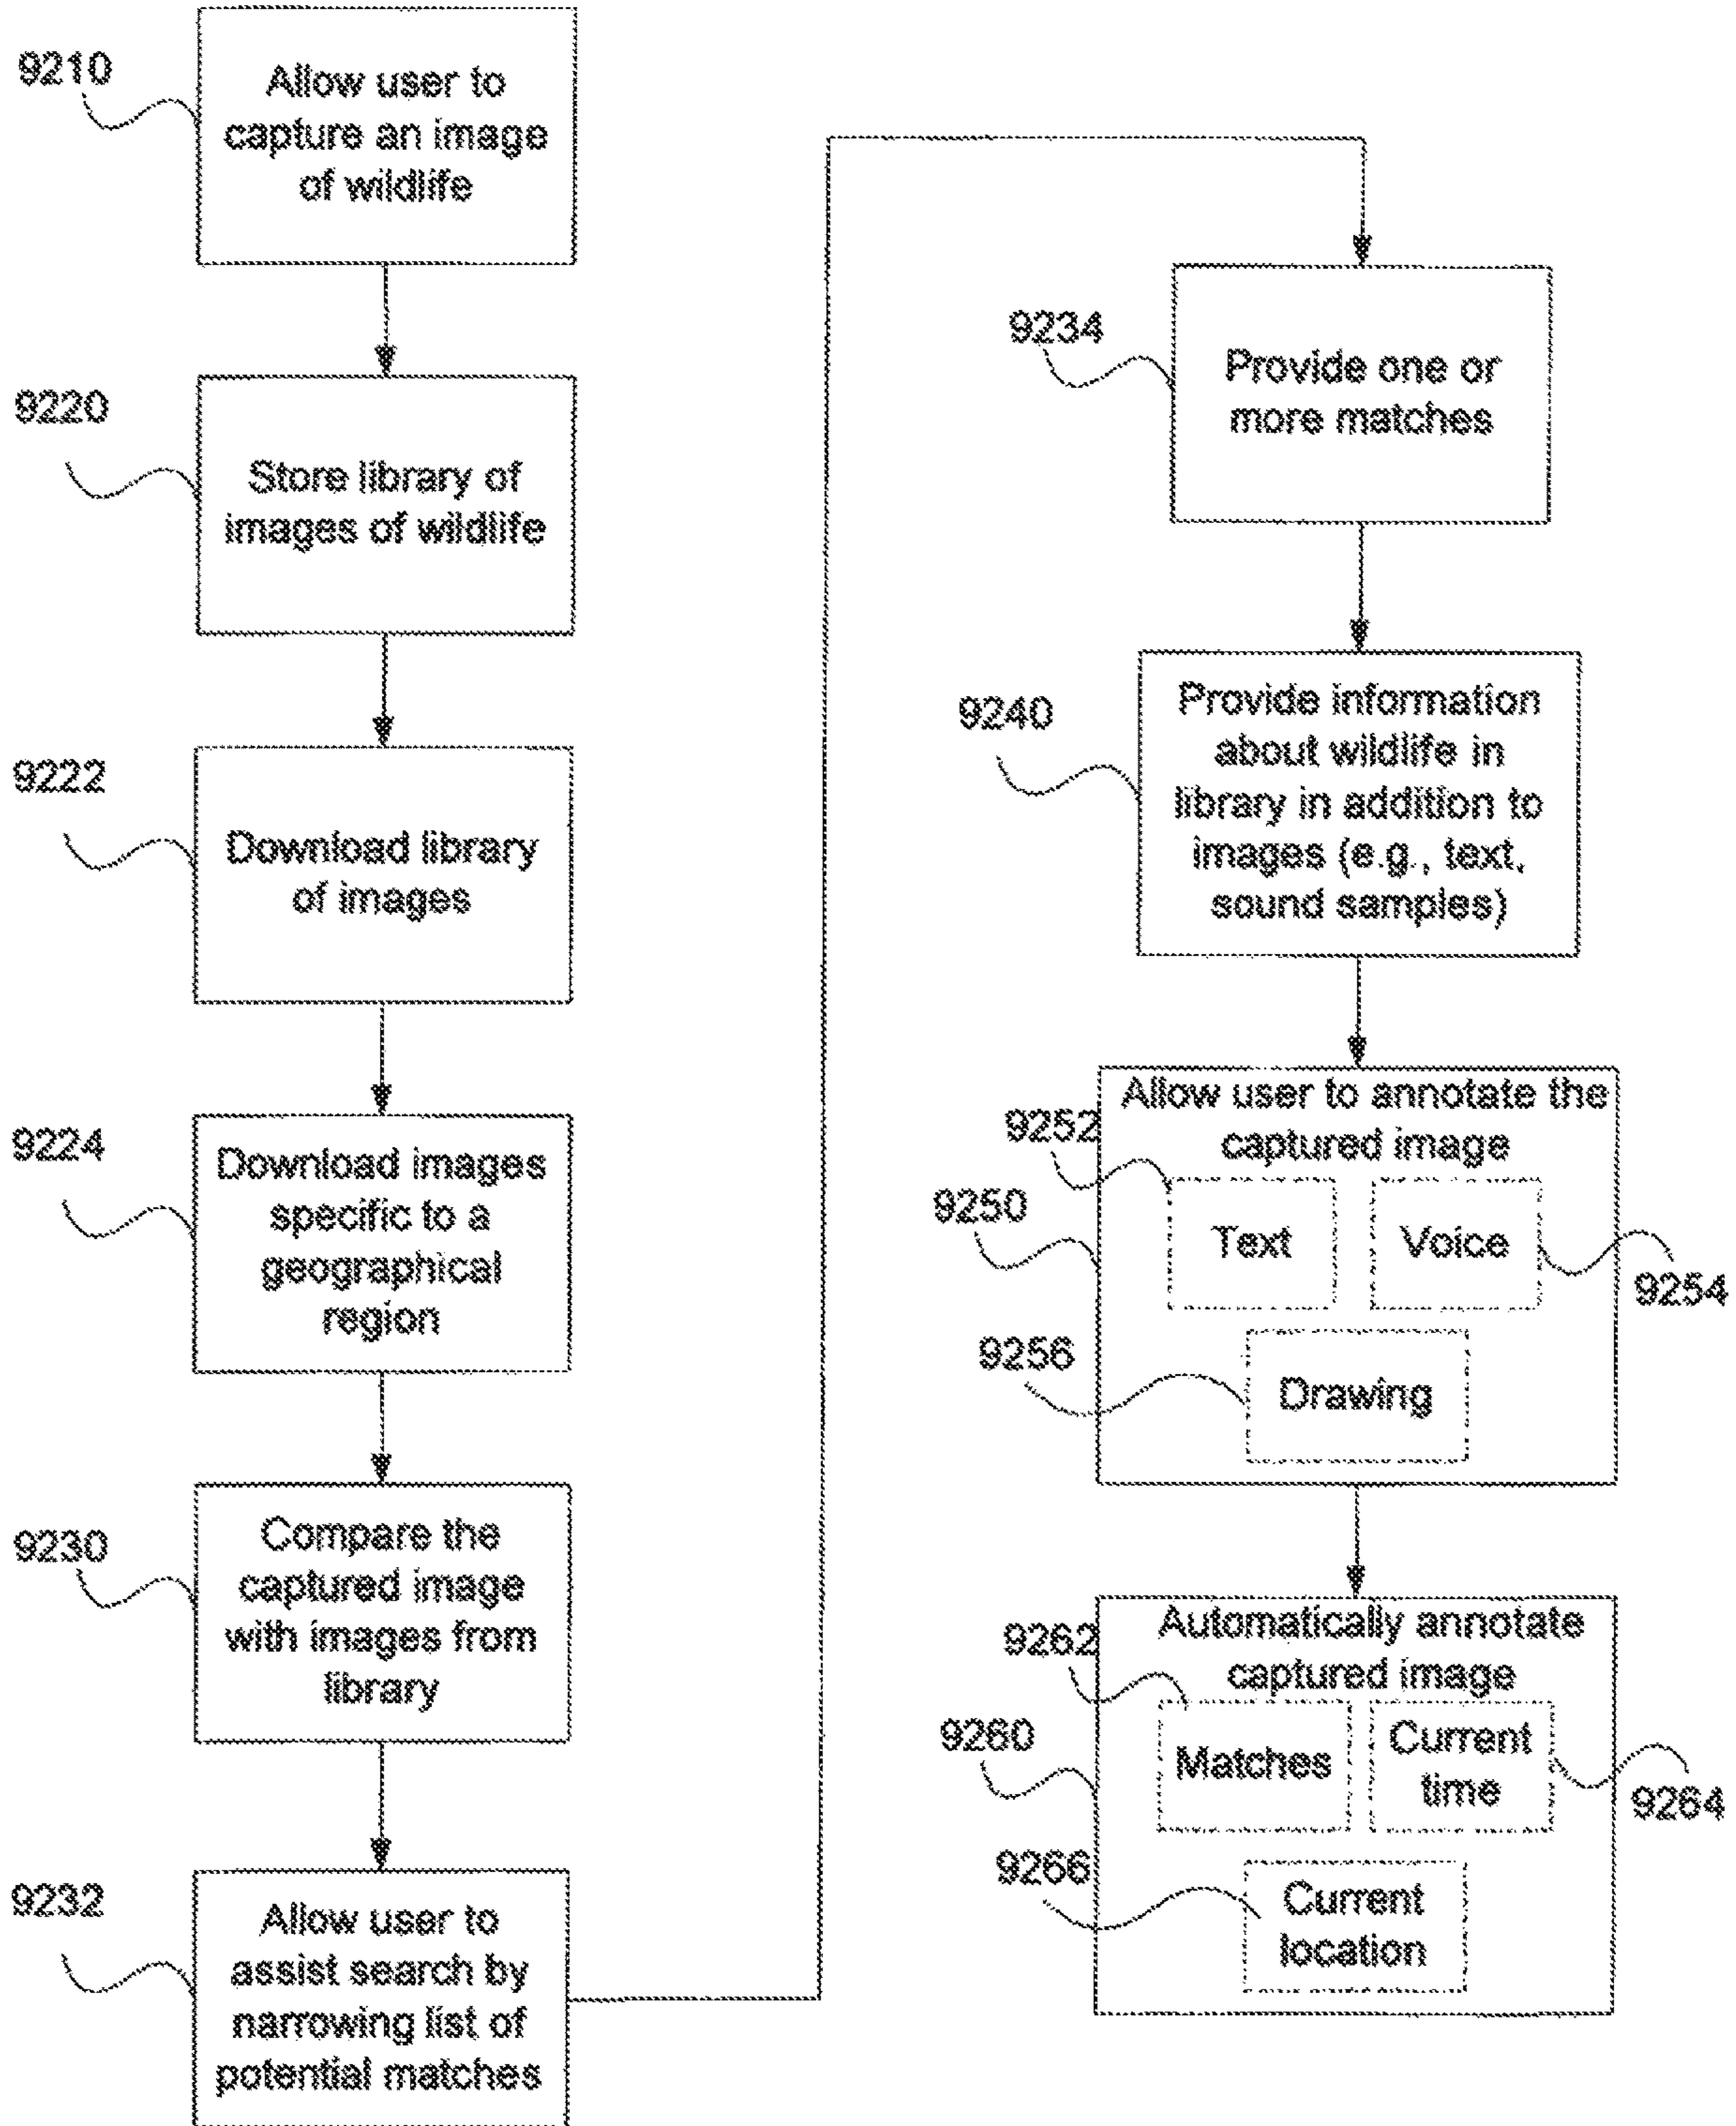 9210
Allow user to
capture an image
of wildlife
9220
Store library of
images of wildlife
9222
Download library
of images
9224
Download images
specific to a
geographical
region
9230
Compare the
captured image
with images from
library
9232
Allow user to
assist search by
narrowing list of
potential matches
9234
Provide one or
more matches
9240
Provide information
about wildlife in
library in addition to
images (e.g., text,
sound samples)
9250
Allow user to annotate the
captured image
9252
Text
Voice
9254
9256
Drawing
9260
Automatically annotate
captured image
9262
Matches
Current
time
9264
9266
Current
location